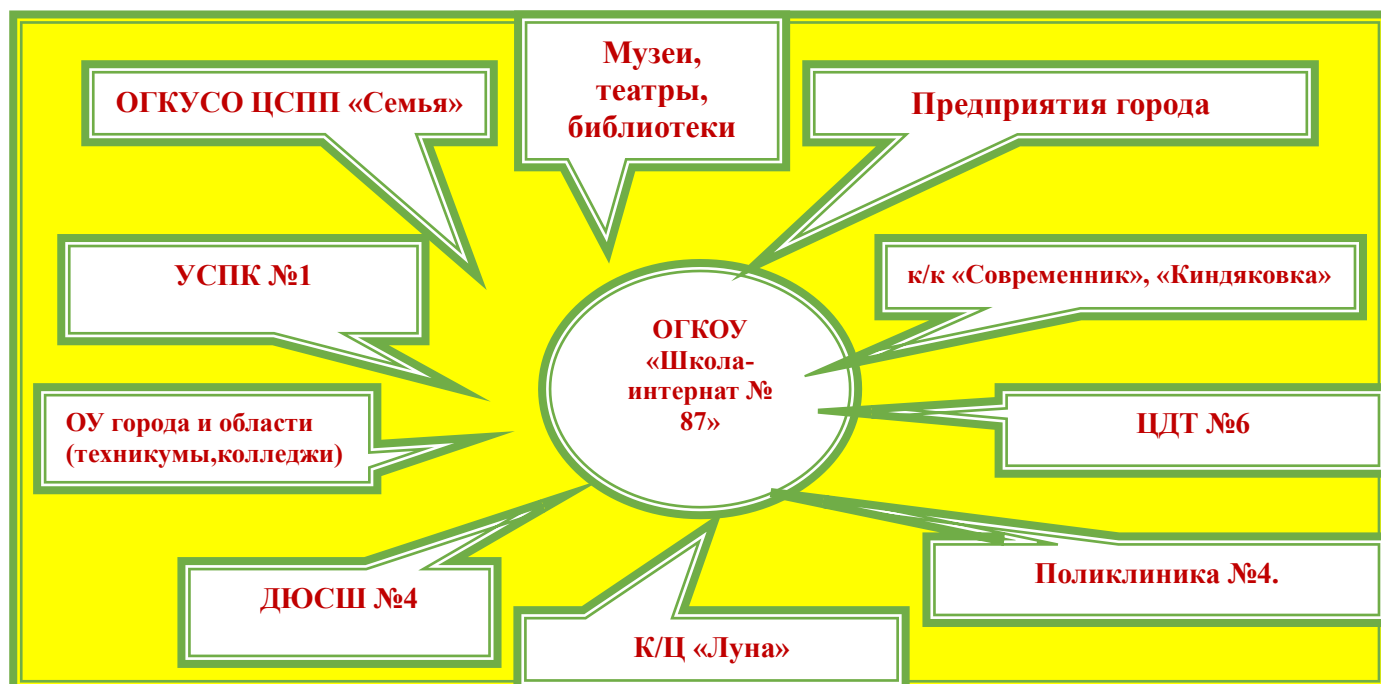 Музеи,
театры,
библиотеки
ОГКУСО ЦСПП «Семья»
Предприятия города
УСПК №1
к/к «Современник», «Киндяковка»
ОГКОУ
«Школа-
интернат №
87»
ОУ города и области
(техникумы,колледжи)
ЦДТ №6
ДЮСШ №4
Поликлиника №4.
К/Ц «Луна»